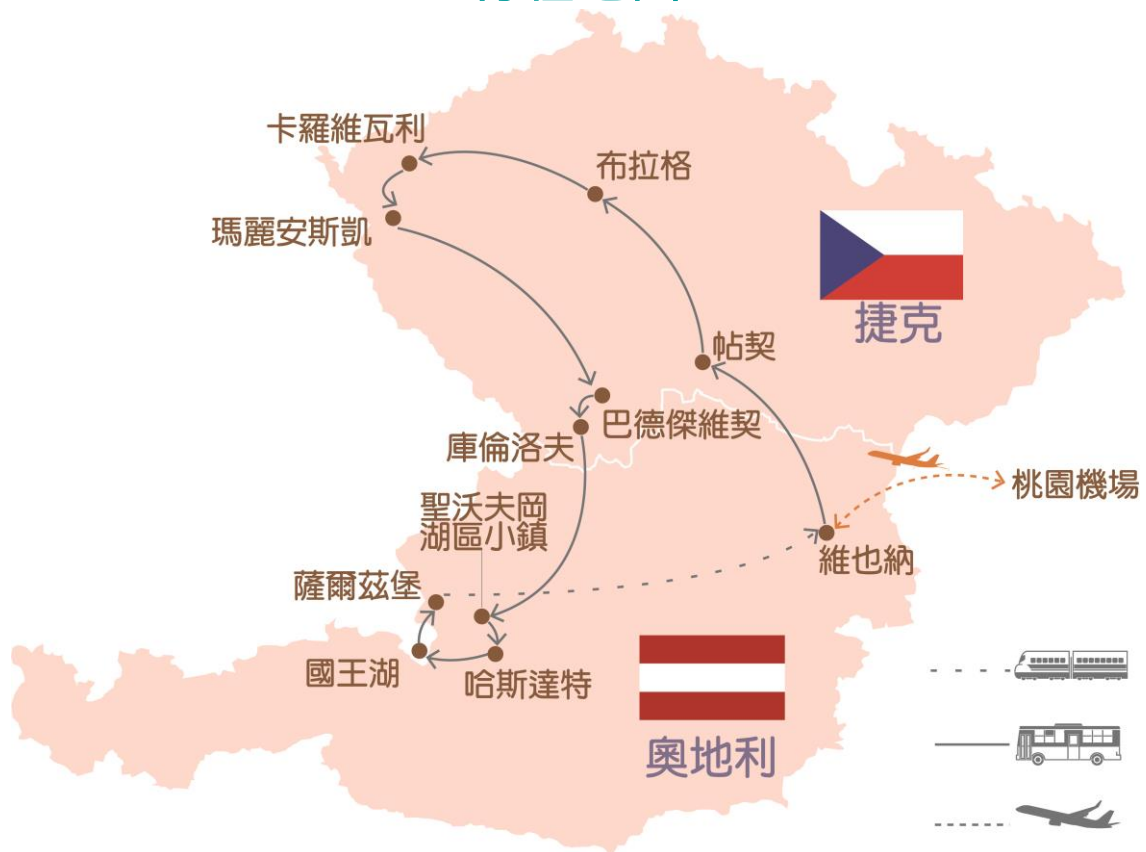 卡羅維瓦利
布拉格
瑪麗安斯凱
捷克
帖契
巴德傑維契
庫倫洛夫
桃園機場
聖沃夫岡
湖區小鎮
維也納
薩爾茲堡
國王湖
哈斯達特
奧地利